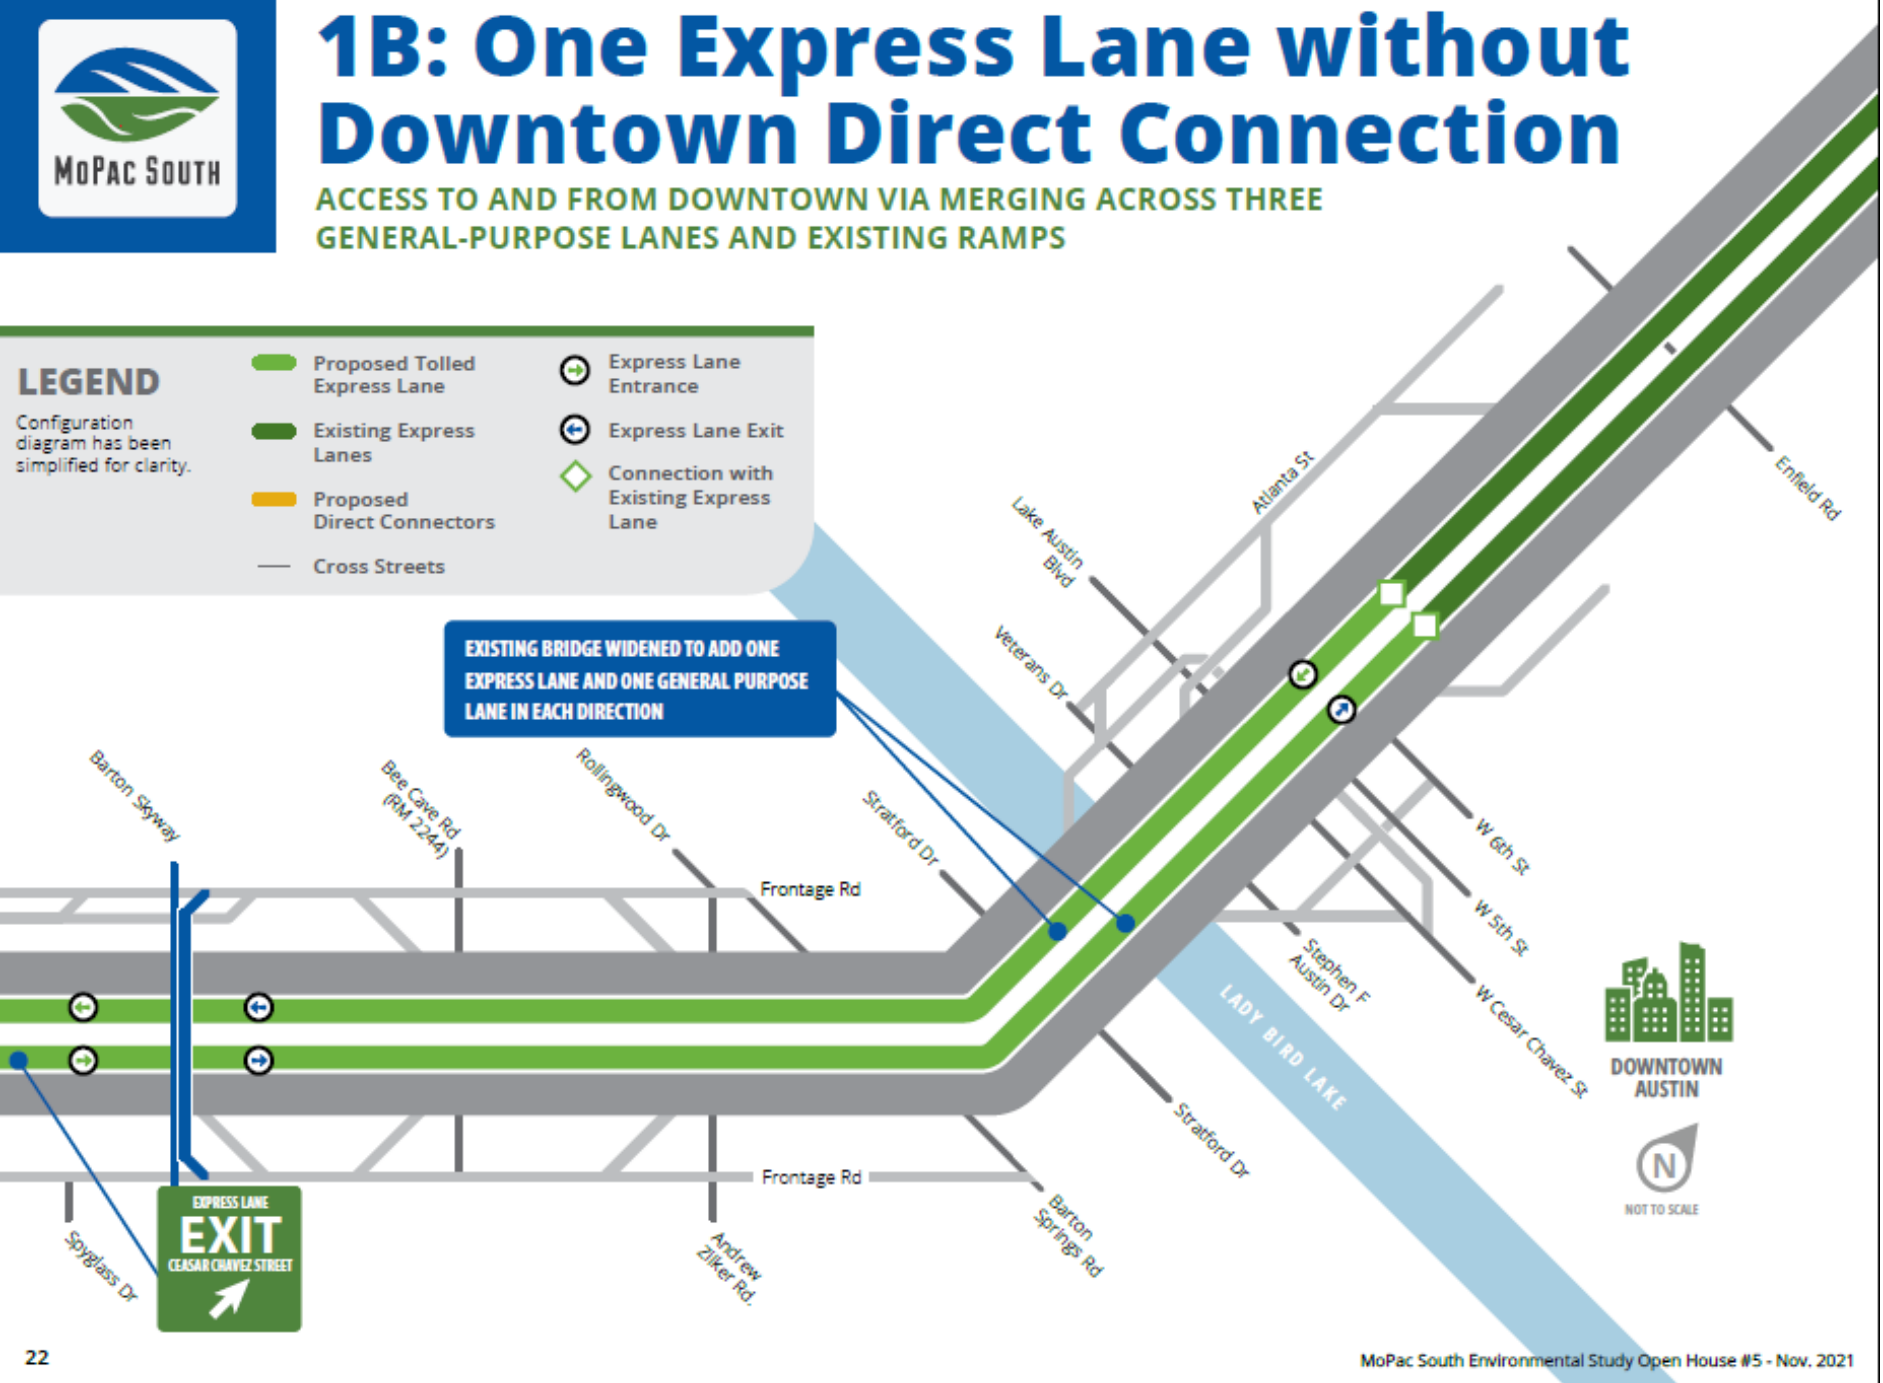 MOPAC SOUTH
1B: One Express Lane without
Downtown Direct Connection
ACCESS TO AND FROM DOWNTOWN VIA MERGING ACROSS THREE
GENERAL-PURPOSE LANES AND EXISTING RAMPS
LEGEND
Configuration
diagram has been
simplified for clarity.
Proposed Tolled
Express Lane
Existing Express
Lanes
Proposed
Direct Connectors
Cross Streets
Express Lane
Entrance
Express Lane Exit
Connection with
Existing Express
Lane
EXISTING BRIDGE WIDENED TO ADD ONE
EXPRESS LANE AND ONE GENERAL PURPOSE
LANE IN EACH DIRECTION
Atlanta St
Enfield Rd
Lake Austin
Blvd
Veterans Dr
Barton Skyway
Bee Cave Rd
(RM 2244)
Rollingwood Dr
Stratford Dr
Frontage Rd
W 6th St
W 5th St
Stephen F
Austin Dr
W Cesar Chavez St
LADY BIRD LAKE
DOWNTOWN
AUSTIN
N
NOT TO SCALE
Stratford Dr
Frontage Rd
Barton
Springs Rd
Andrew
Zilker Rd.
Spyglass Dr
EXPRESS LANE
EXIT
CEASAR CHAVEZ STREET
22
MoPac South Environmental Study Open House #5 - Nov. 2021